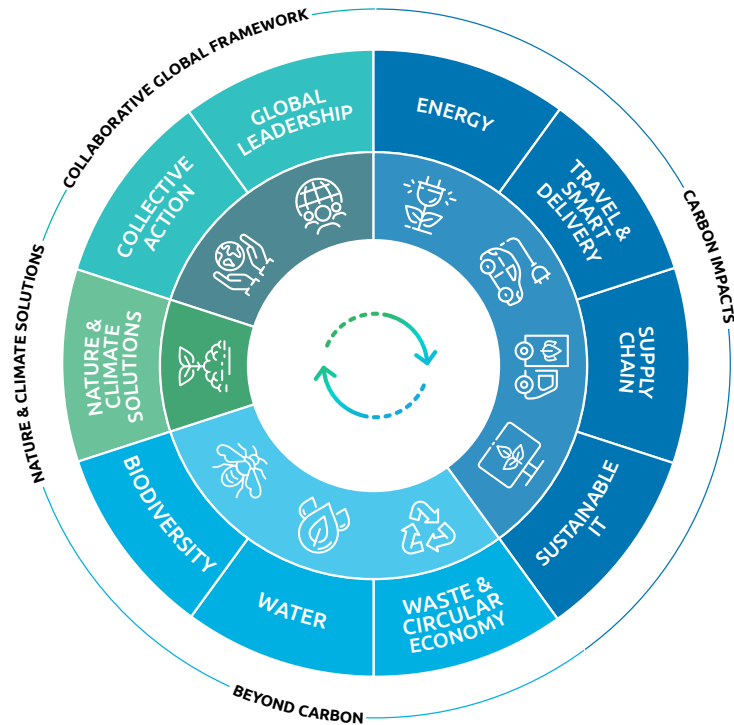 COLLABORATIVE GLOBAL FRAMEWORK
GLOBAL
LEADERSHIP
ENERGY
TRAVEL &
SMART
DELIVERY
COLLECTIVE
ACTION
CARBON IMPACTS
NATURE & CLIMATE SOLUTIONS
NATURE &
CLIMATE
SOLUTIONS
SUPPLY
CHAIN
BIODIVERSITY
SUSTAINABLE
IT
WATER
WASTE &
CIRCULAR
ECONOMY
BEYOND CARBON